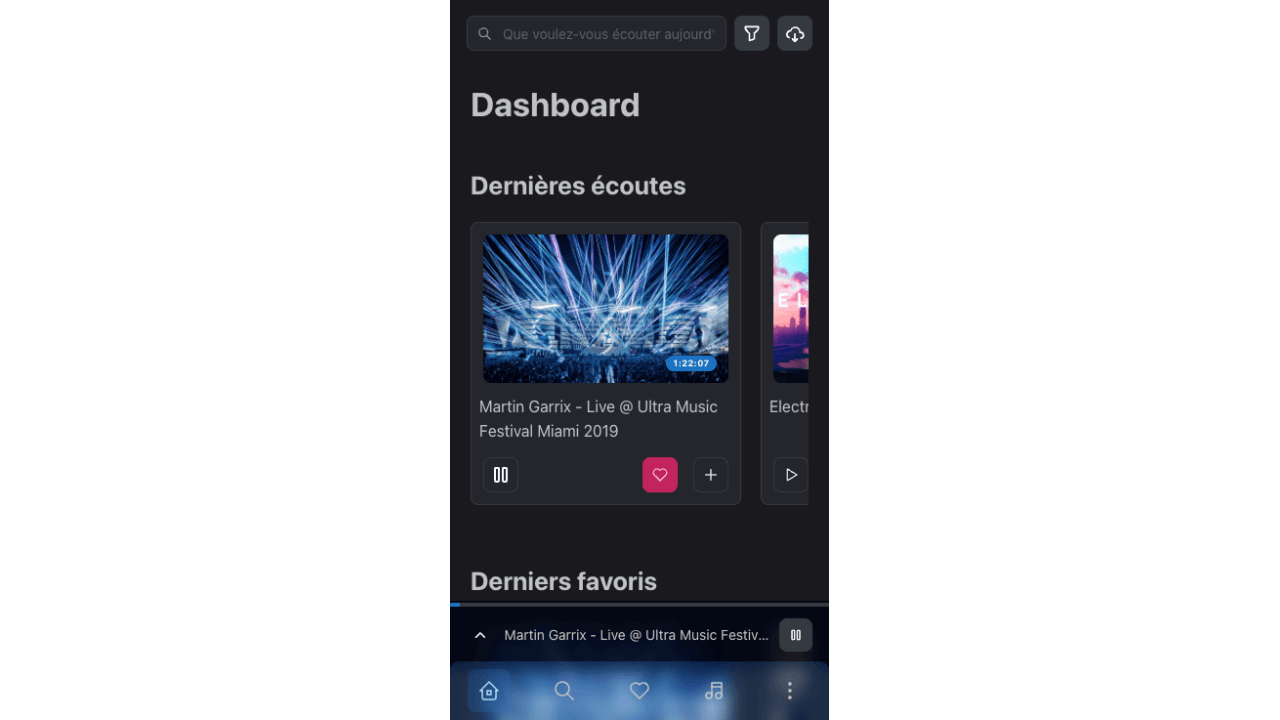 Que voulez-vous écouter aujourd'
Dashboard
Dernières écoutes
1:22:07
E L
Martin Garrix - Live @ Ultra Music
Festival Miami 2019
Electr
Derniers favoris
Martin Garrix - Live @ Ultra Music Festiv...